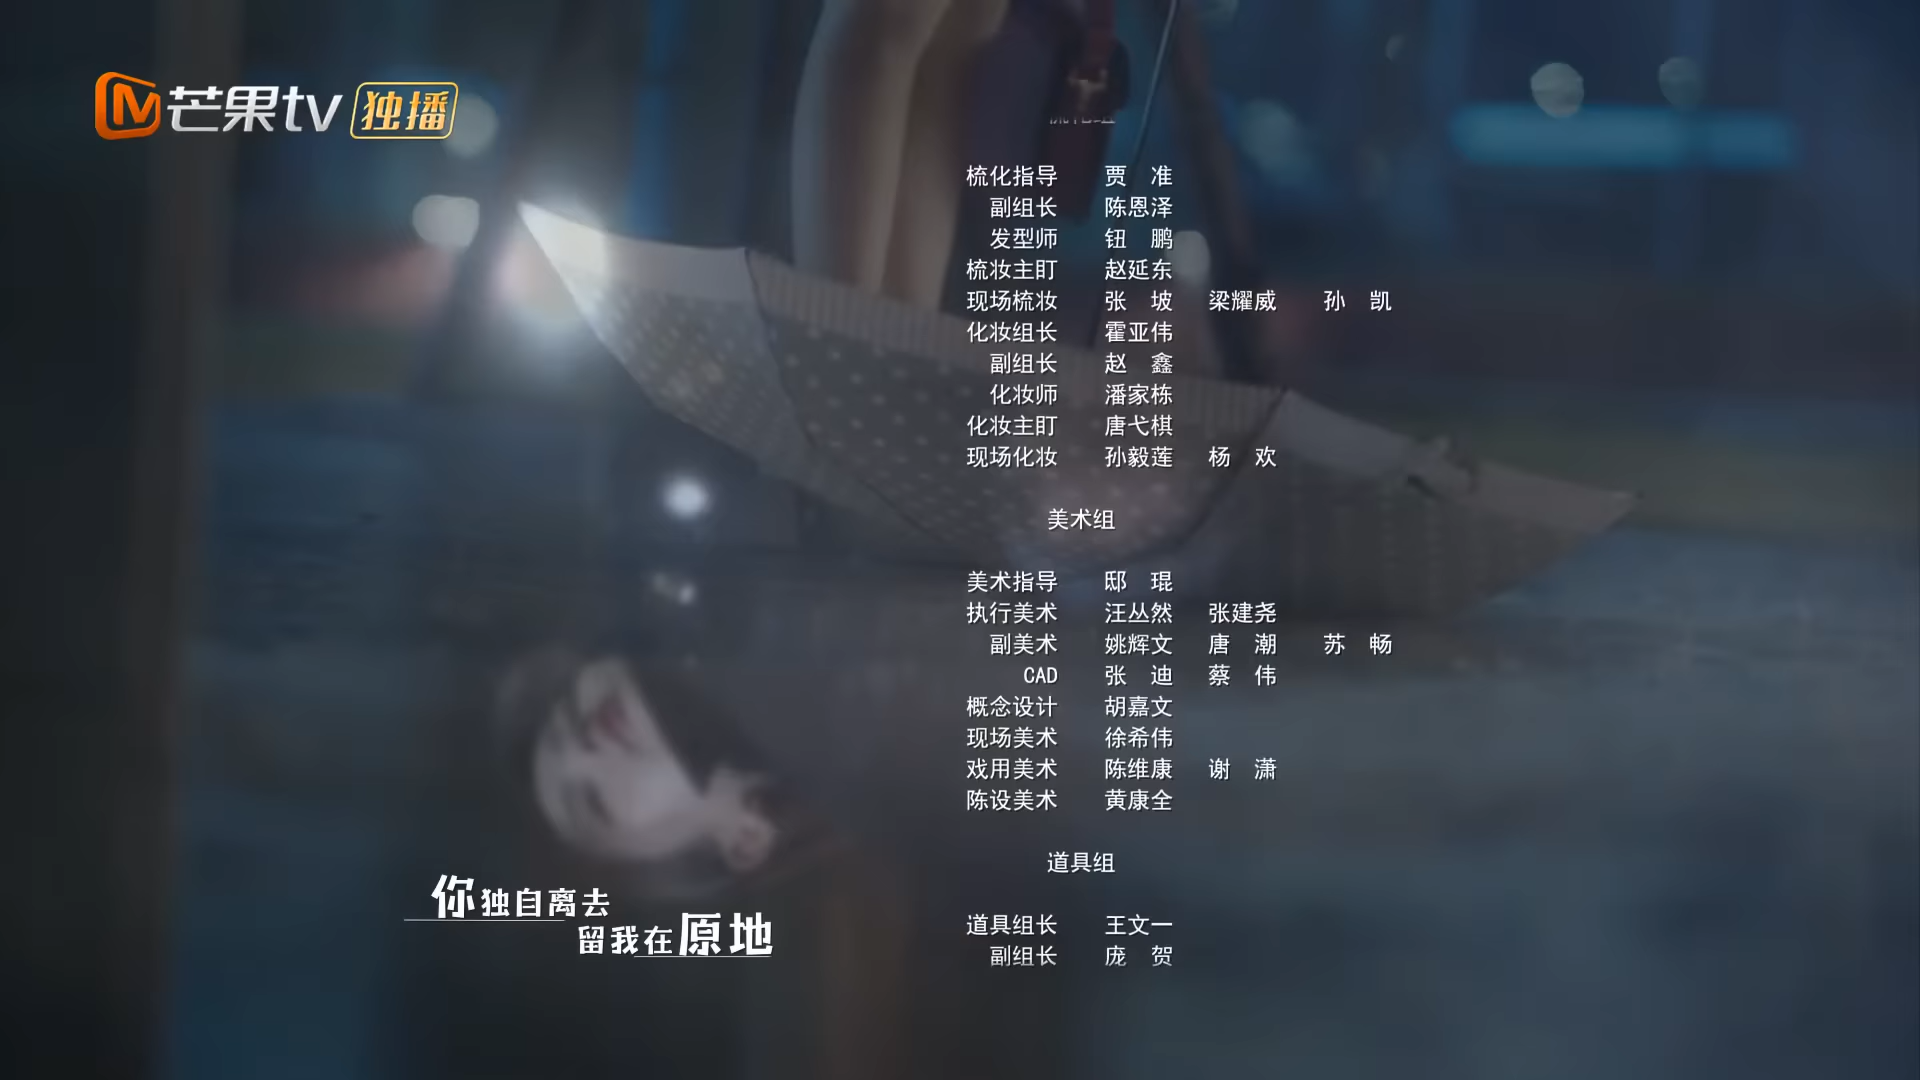 芒果tv 独播
梳化组
梳化指导 贾 准
副组长 陈恩泽
发型师 钮 鹏
梳妆主盯 赵延东
现场梳妆 张 坡 梁耀威 孙 凯
化妆组长 霍亚伟
副组长 赵 鑫
化妆师 潘家栋
化妆主盯 唐弋棋
现场化妆 孙毅莲 杨 欢
美术组
美术指导 邸 琨
执行美术 汪丛然 张建尧
副美术 姚辉文 唐 潮 苏 畅
CAD 张 迪 蔡 伟
概念设计 胡嘉文
现场美术 徐希伟
戏用美术 陈维康 谢 潇
陈设美术 黄康全
道具组
道具组长 王文一
副组长 庞 贺
你独自离去
留我在原地